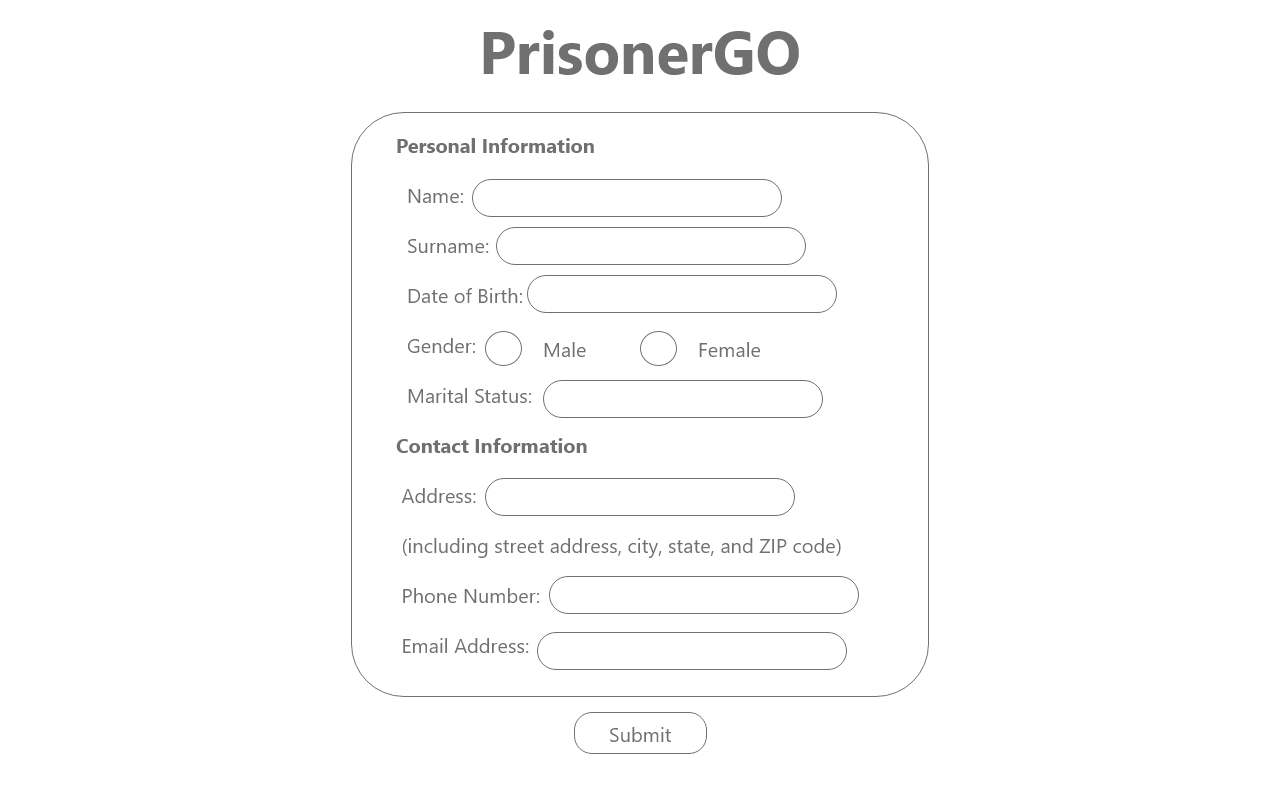 PrisonerGO
Personal Information
Name:
Surname:
Date of Birth:
Gender: Male Female
Marital Status:
Contact Information
Address:
(including street address, city, state, and ZIP code)
Phone Number:
Email Address:
Submit